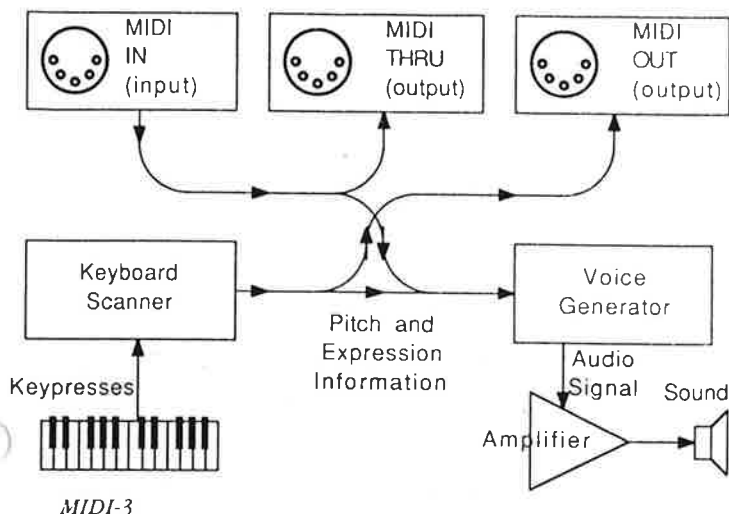 MIDI
IN
(input)
MIDI
THRU
(output)
MIDI
OUT
(output)
Keyboard
Scanner
Voice
Generator
Pitch and
Expression
Information
Keypresses
Audio
Signal
Sound
Amplifier
MIDI-3